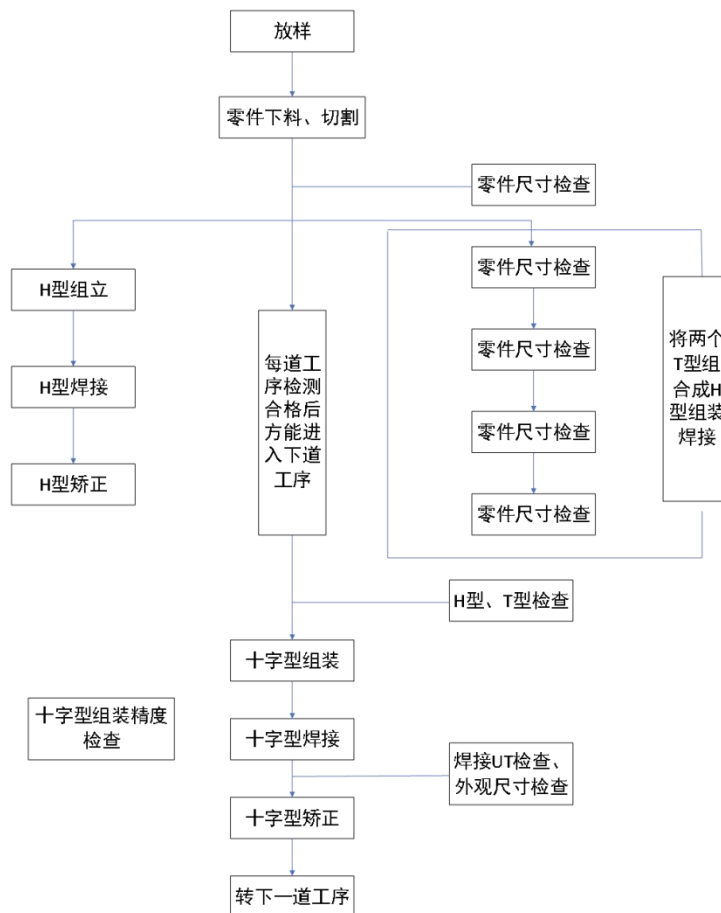 放样
零件下料、切割
零件尺寸检查
H型组立
H型焊接
H型矫正
每道工
序检测
合格后
方能进
入下道
工序
零件尺寸检查
零件尺寸检查
零件尺寸检查
零件尺寸检查
将两个
T型组
合成H
型组装
焊接
H型、T型检查
十字型组装
十字型组装精度
检查
十字型焊接
焊接UT检查、
外观尺寸检查
十字型矫正
转下一道工序